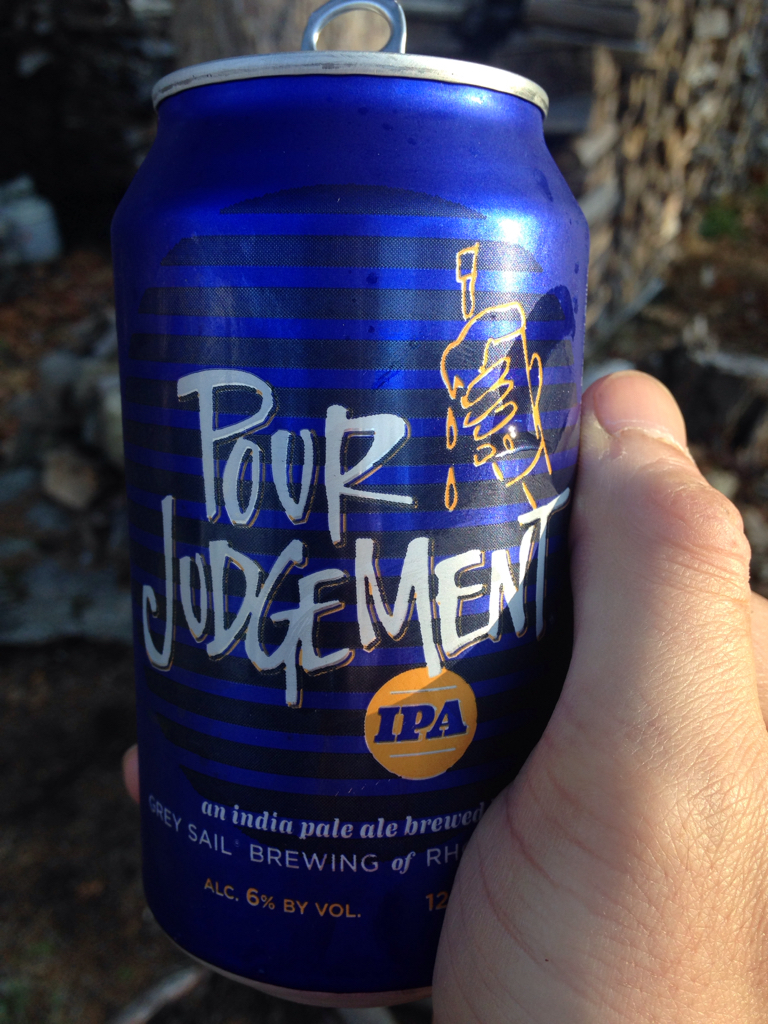 POUR
JUDGEMENT
IPA
an india pale ale brewed
GREY SAIL BREWING of RH
ALC. 6% BY VOL. 12